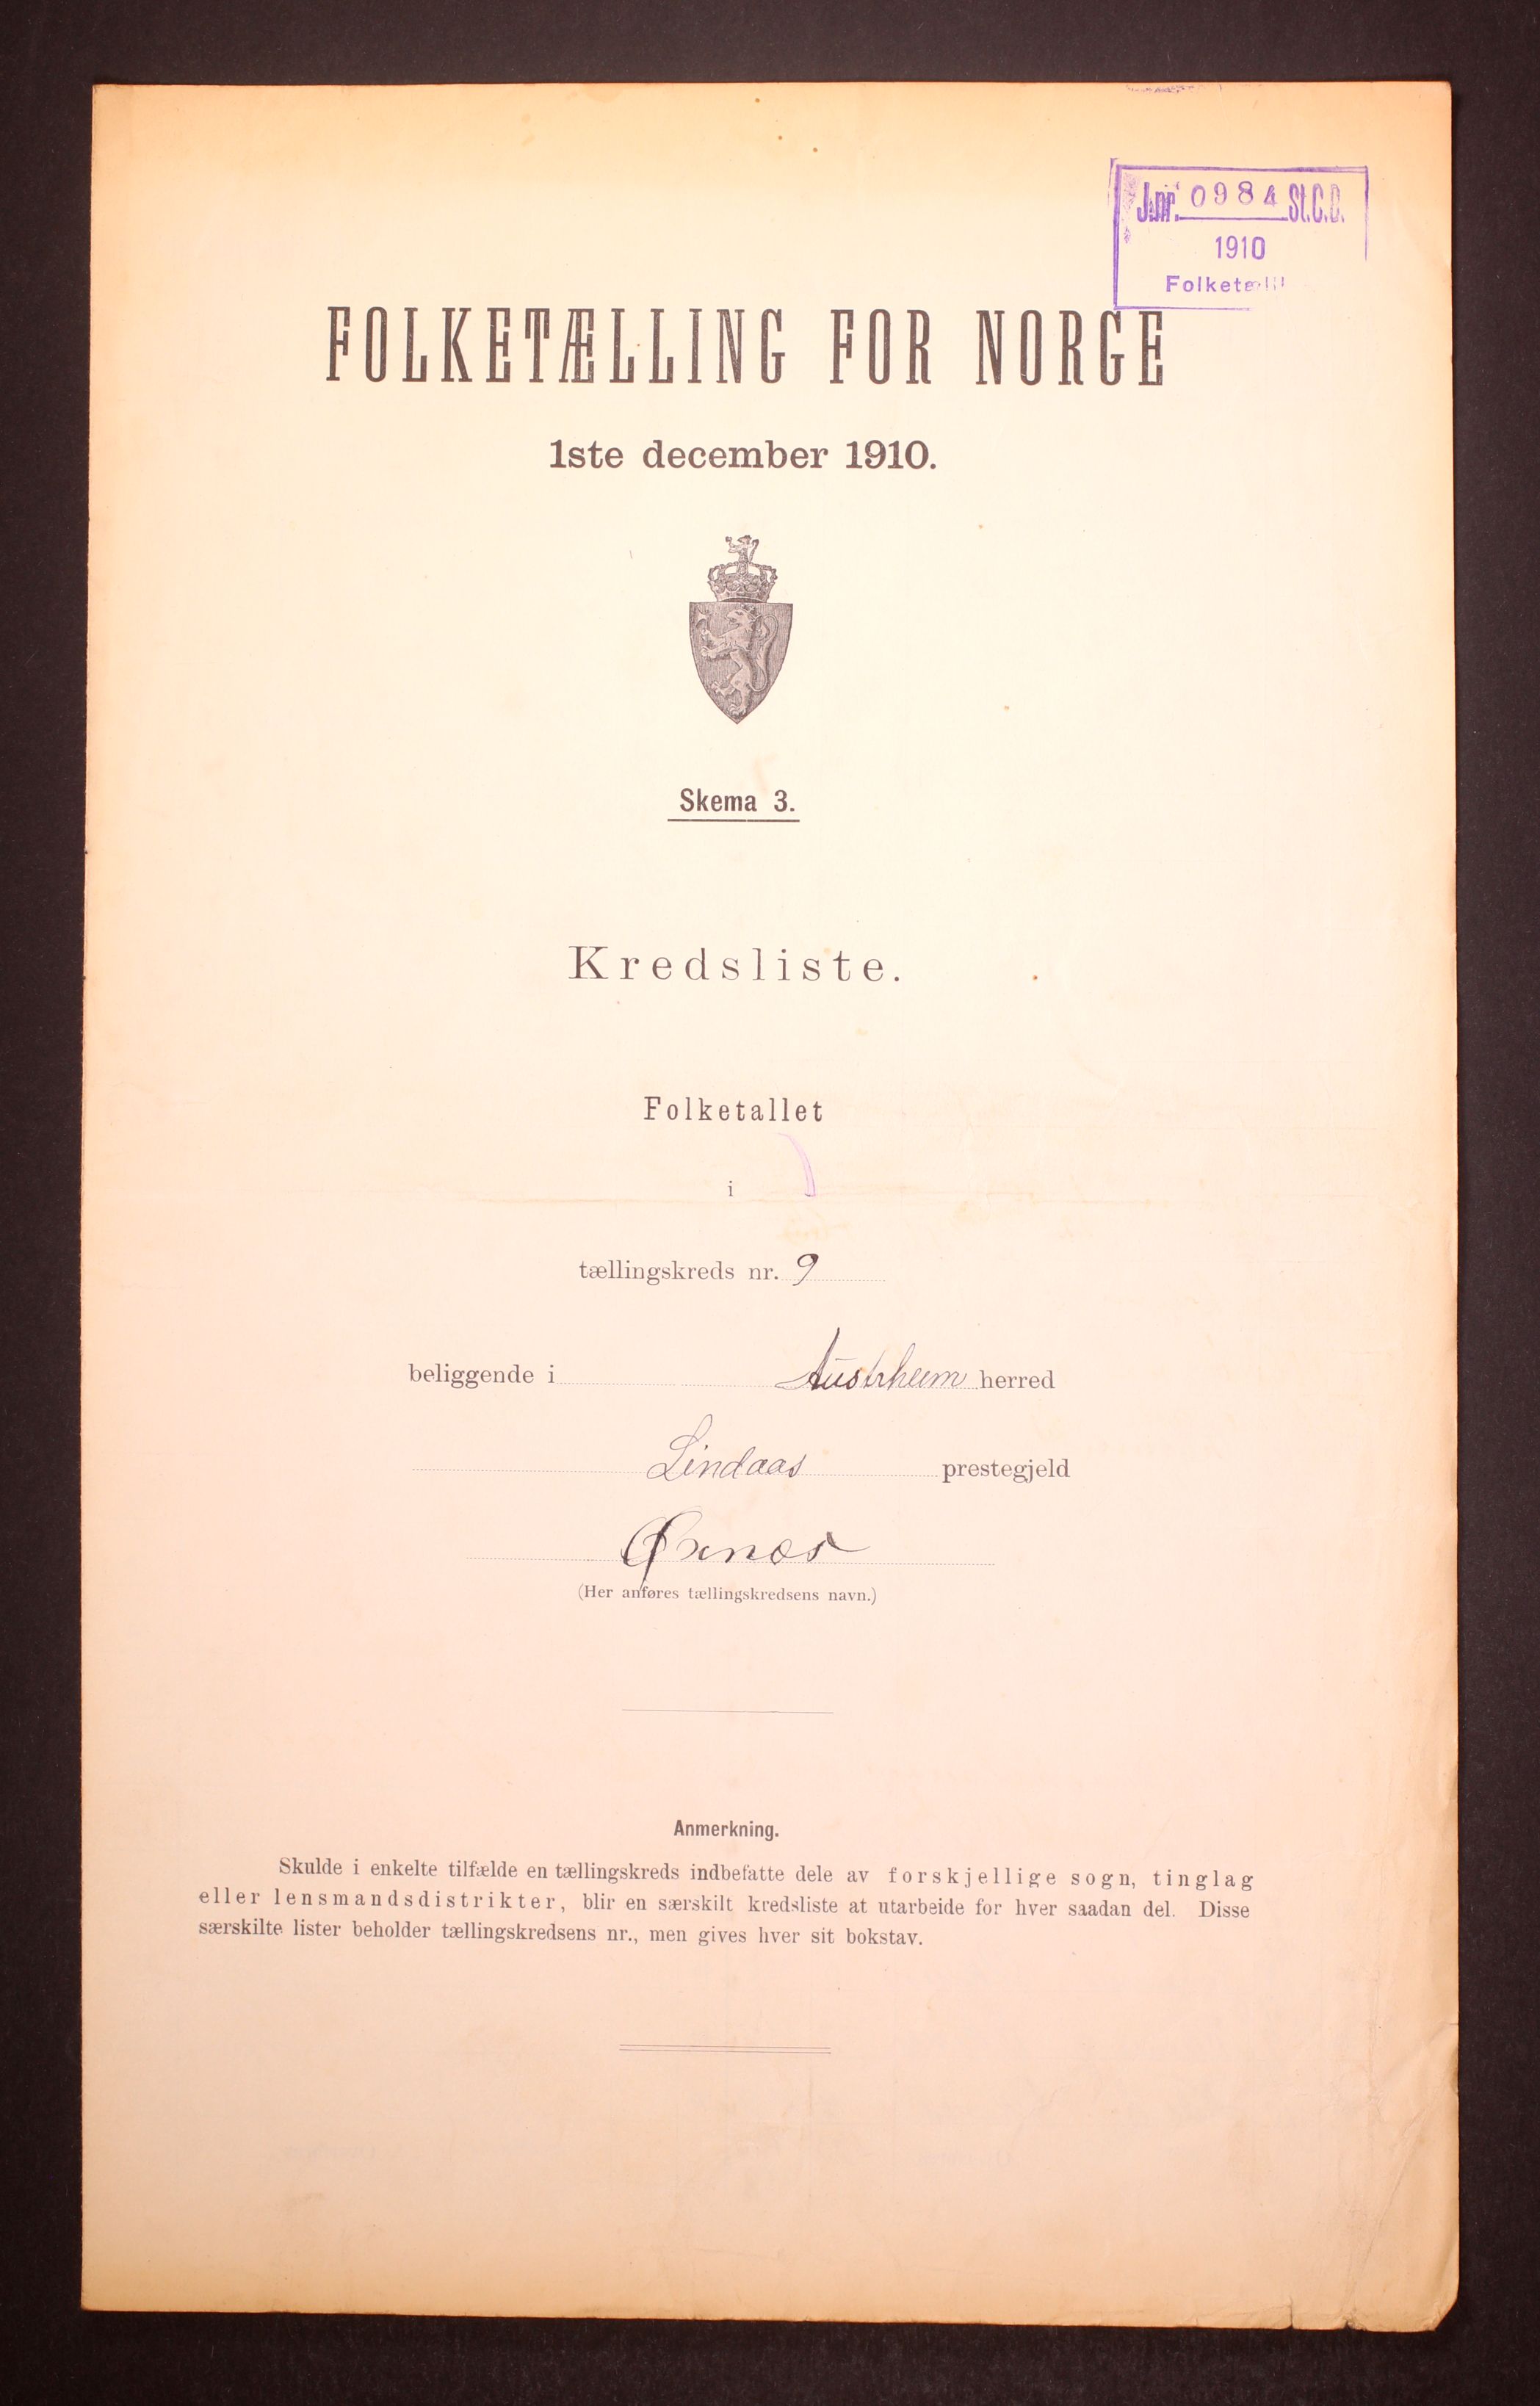 J.nr. 0984 St.C.B.
1910
Folketæll
FOLKETÆLLING FOR NORGE
1ste december 1910.
Skema 3.
Kredsliste.
Folketallet
i
tællingskreds nr. 9
beliggende i Austrheim herred
Lindaas prestegjeld
Øxnes
(Her anføres tællingskredsens navn.)
Anmerkning.
Skulde i enkelte tilfælde en tællingskreds indbefatte dele av forskjellige sogn, tinglag
eller lensmandsdistrikter, blir en særskilt kredsliste at utarbeide for hver saadan del. Disse
særskilte lister beholder tællingskredsens nr., men gives hver sit bokstav.